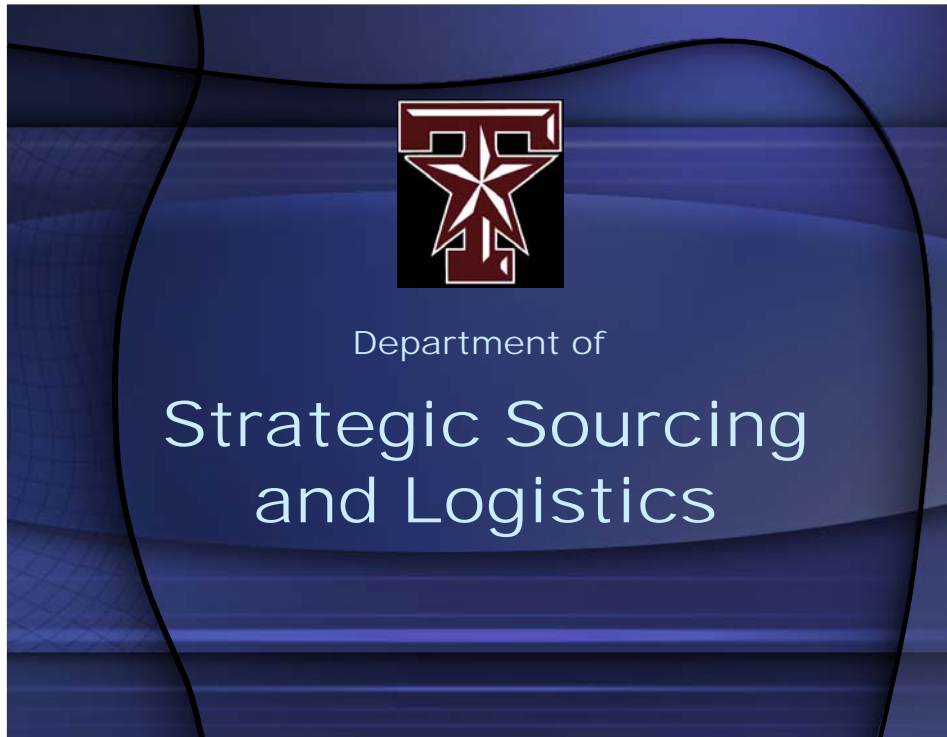 Department of
Strategic Sourcing
and Logistics